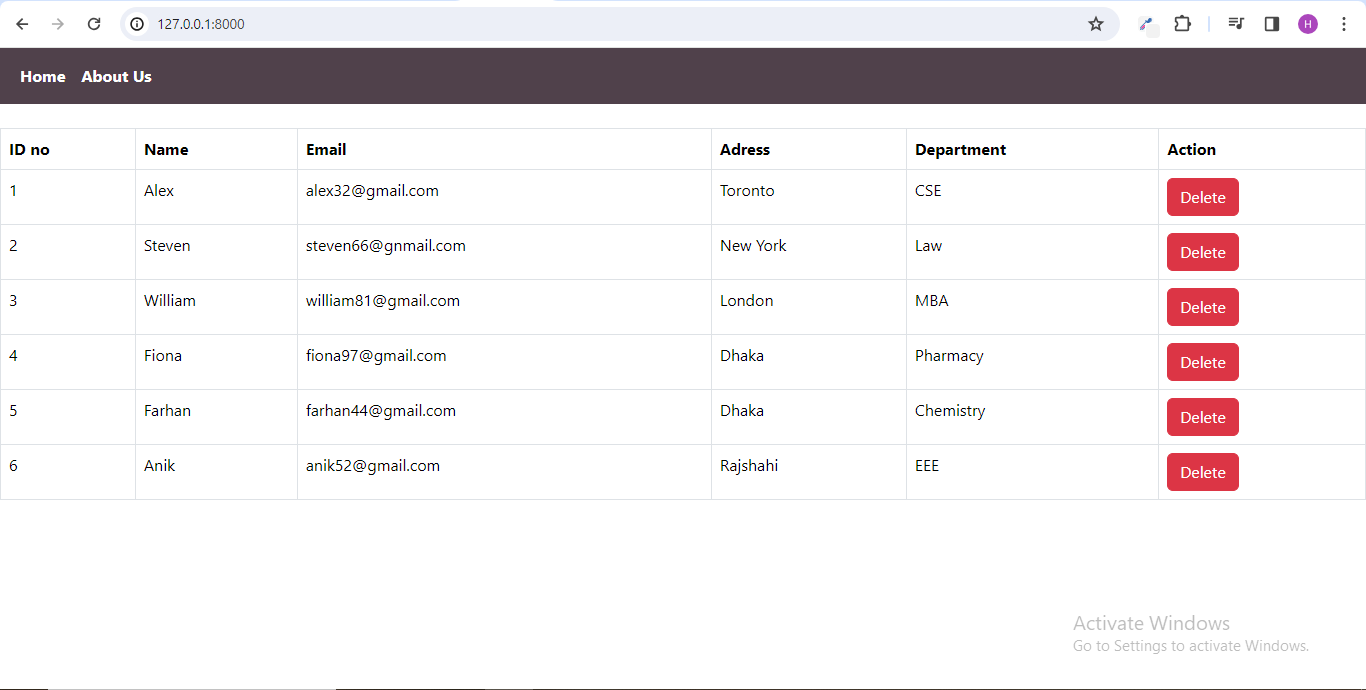 127.0.0.1:8000
H
Home About Us
ID no Name Email Adress Department Action
1 Alex alex32@gmail.com Toronto CSE Delete
2 Steven steven66@gnmail.com New York Law Delete
3 William william81@gmail.com London MBA Delete
4 Fiona fiona97@gmail.com Dhaka Pharmacy Delete
5 Farhan farhan44@gmail.com Dhaka Chemistry Delete
6 Anik anik52@gmail.com Rajshahi EEE Delete
Activate Windows
Go to Settings to activate Windows.